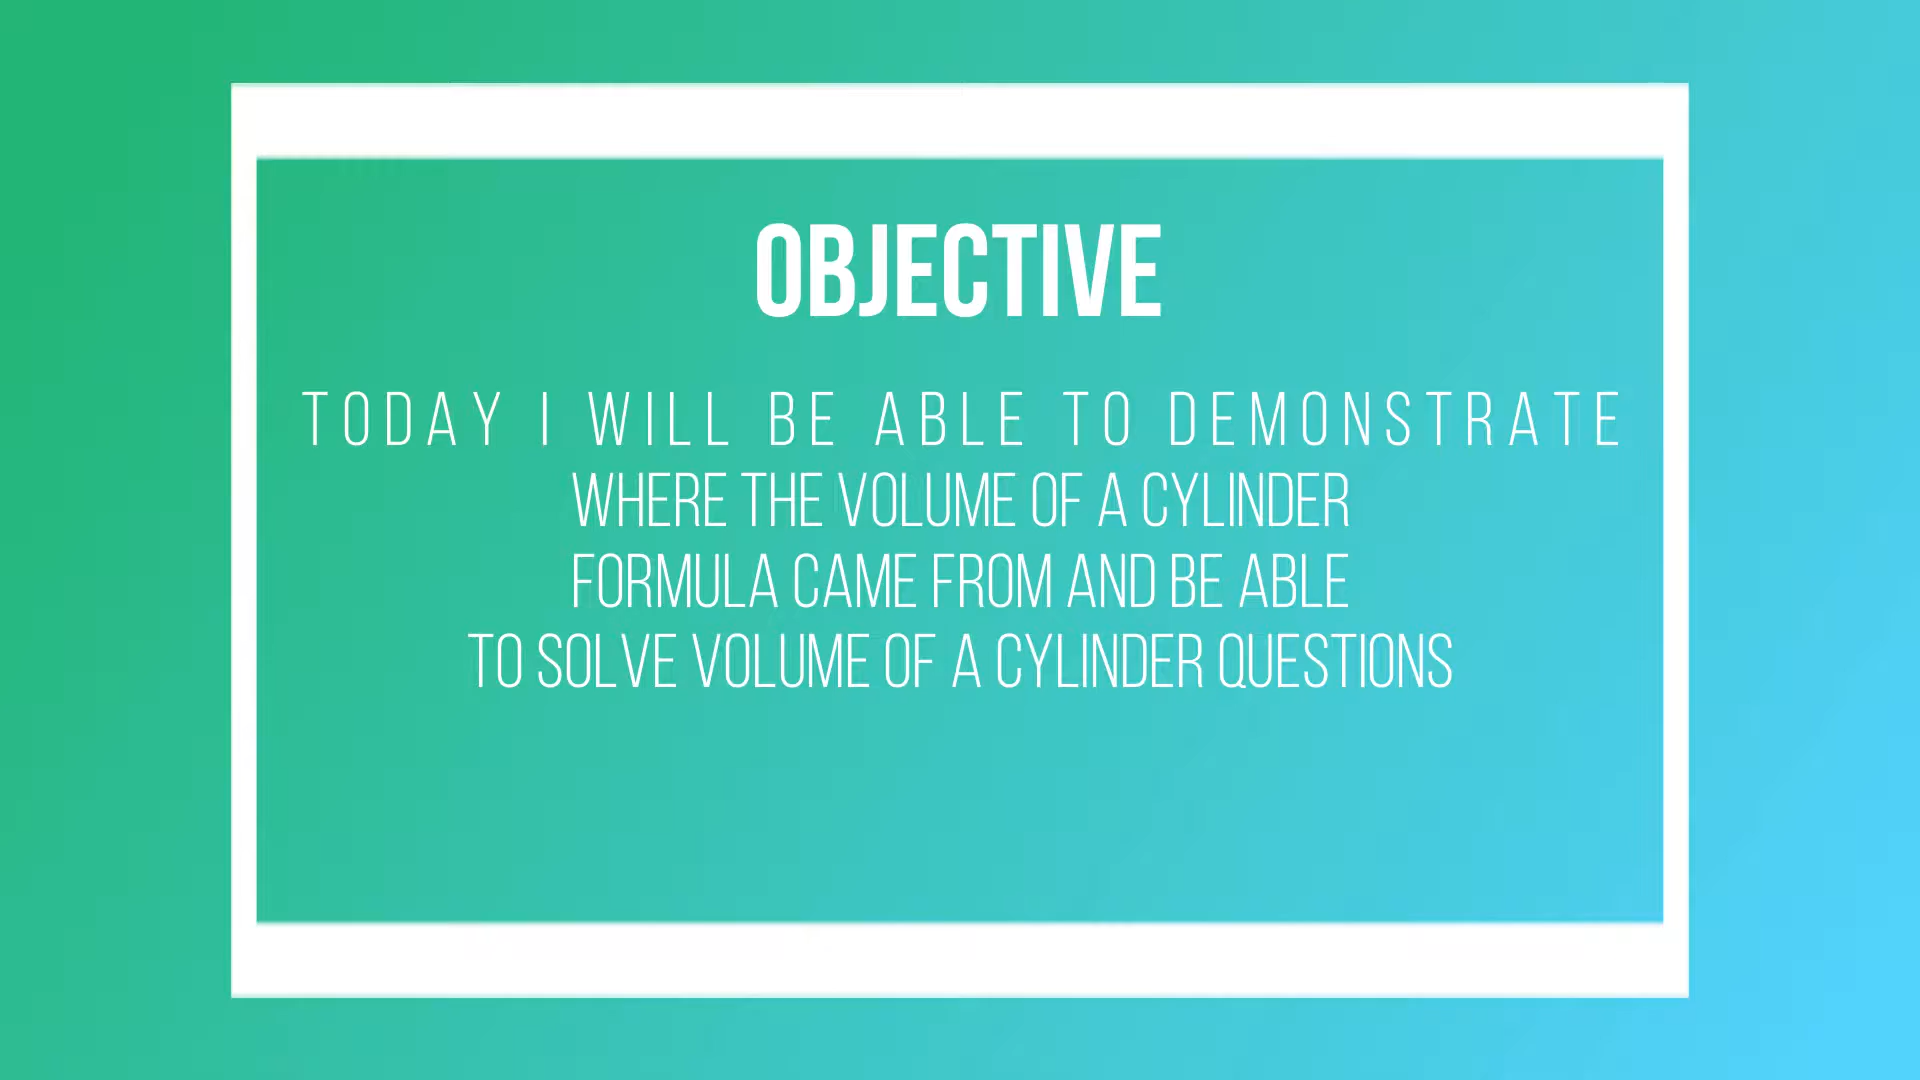 OBJECTIVE
TODAY I WILL BE ABLE TO DEMONSTRATE
WHERE THE VOLUME OF A CYLINDER
FORMULA CAME FROM AND BE ABLE
TO SOLVE VOLUME OF A CYLINDER QUESTIONS